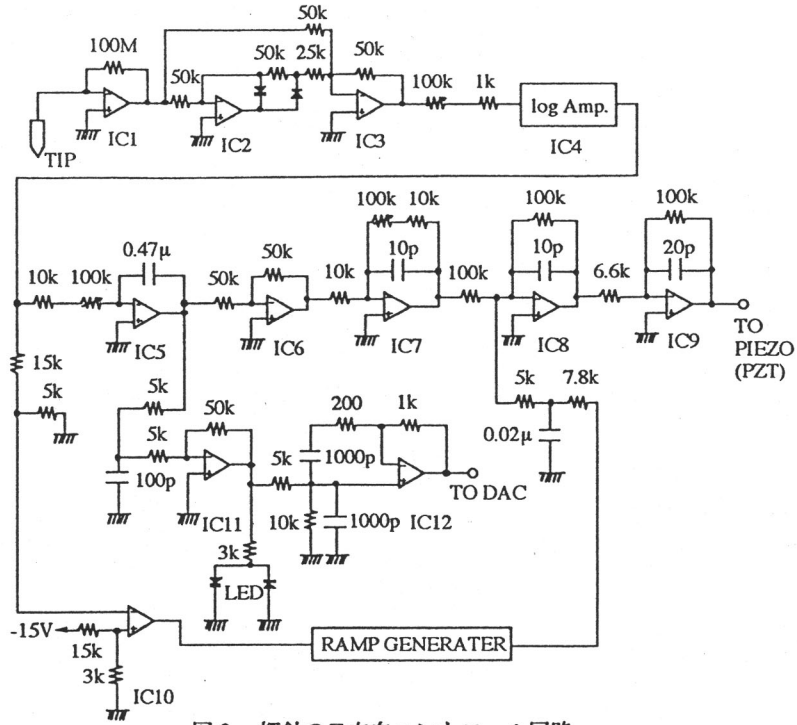 50k
100M
50k
50k
25k
50k
100k
1k
log Amp.
IC1
IC2
IC3
IC4
TIP
0.47μ
50k
100k
10k
100k
100k
10k
100k
50k
10k
10p
100k
10p
6.6k
20p
IC5
IC6
IC7
IC8
IC9
TO
PIEZO
(PZT)
15k
5k
5k
5k
50k
200
1k
5k
7.8k
0.02μ
100p
5k
1000p
TO DAC
IC11
10k
1000p
IC12
3k
LED
-15V
15k
3k
IC10
RAMP GENERATER